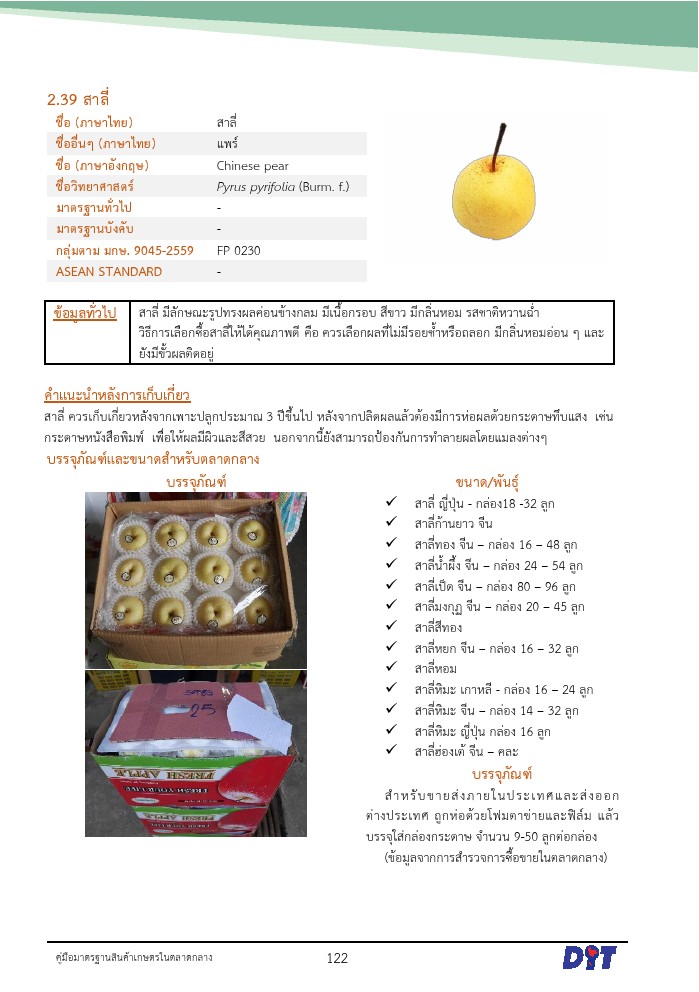 2.39 สาลี่
ชื่อ (ภาษาไทย) สาลี่
ชื่ออื่นๆ (ภาษาไทย) แพร์
ชื่อ (ภาษาอังกฤษ) Chinese pear
ชื่อวิทยาศาสตร์ Pyrus pyrifolia (Burm. f.)
มาตรฐานทั่วไป -
มาตรฐานบังคับ -
กลุ่มตาม มกษ. 9045-2559 FP 0230
ASEAN STANDARD -
ข้อมูลทั่วไป สาลี่ มีลักษณะรูปทรงผลค่อนข้างกลม มีเนื้อกรอบ สีขาว มีกลิ่นหอม รสชาติหวานฉ่ำ
วิธีการเลือกซื้อสาลี่ให้ได้คุณภาพดี คือ ควรเลือกผลที่ไม่มีรอยช้ำหรือถลอก มีกลิ่นหอมอ่อน ๆ และ
ยังมีขั้วผลติดอยู่
คำแนะนำหลังการเก็บเกี่ยว
สาลี่ ควรเก็บเกี่ยวหลังจากเพาะปลูกประมาณ 3 ปีขึ้นไป หลังจากปลิดผลแล้วต้องมีการห่อผลด้วยกระดาษทึบแสง เช่น
กระดาษหนังสือพิมพ์ เพื่อให้ผลมีผิวและสีสวย นอกจากนี้ยังสามารถป้องกันการทำลายผลโดยแมลงต่างๆ
บรรจุภัณฑ์และขนาดสำหรับตลาดกลาง
บรรจุภัณฑ์
25
FRESH APPLE
FRESH YOUR LIVE
ขนาด/พันธุ์
✓ สาลี่ ญี่ปุ่น - กล่อง18 -32 ลูก
✓ สาลี่ก้านยาว จีน
✓ สาลี่ทอง จีน – กล่อง 16 – 48 ลูก
✓ สาลี่น้ำผึ้ง จีน – กล่อง 24 – 54 ลูก
✓ สาลี่เป็ด จีน – กล่อง 80 – 96 ลูก
✓ สาลี่มงกุฎ จีน – กล่อง 20 – 45 ลูก
✓ สาลี่สีทอง
✓ สาลี่หยก จีน – กล่อง 16 – 32 ลูก
✓ สาลี่หอม
✓ สาลี่หิมะ เกาหลี - กล่อง 16 – 24 ลูก
✓ สาลี่หิมะ จีน – กล่อง 14 – 32 ลูก
✓ สาลี่หิมะ ญี่ปุ่น กล่อง 16 ลูก
✓ สาลี่ฮ่องเต้ จีน – คละ
บรรจุภัณฑ์
สำหรับขายส่งภายในประเทศและส่งออก
ต่างประเทศ ถูกห่อด้วยโฟมตาข่ายและฟิล์ม แล้ว
บรรจุใส่กล่องกระดาษ จำนวน 9-50 ลูกต่อกล่อง
(ข้อมูลจากการสำรวจการซื้อขายในตลาดกลาง)
คู่มือมาตรฐานสินค้าเกษตรในตลาดกลาง 122 DIT